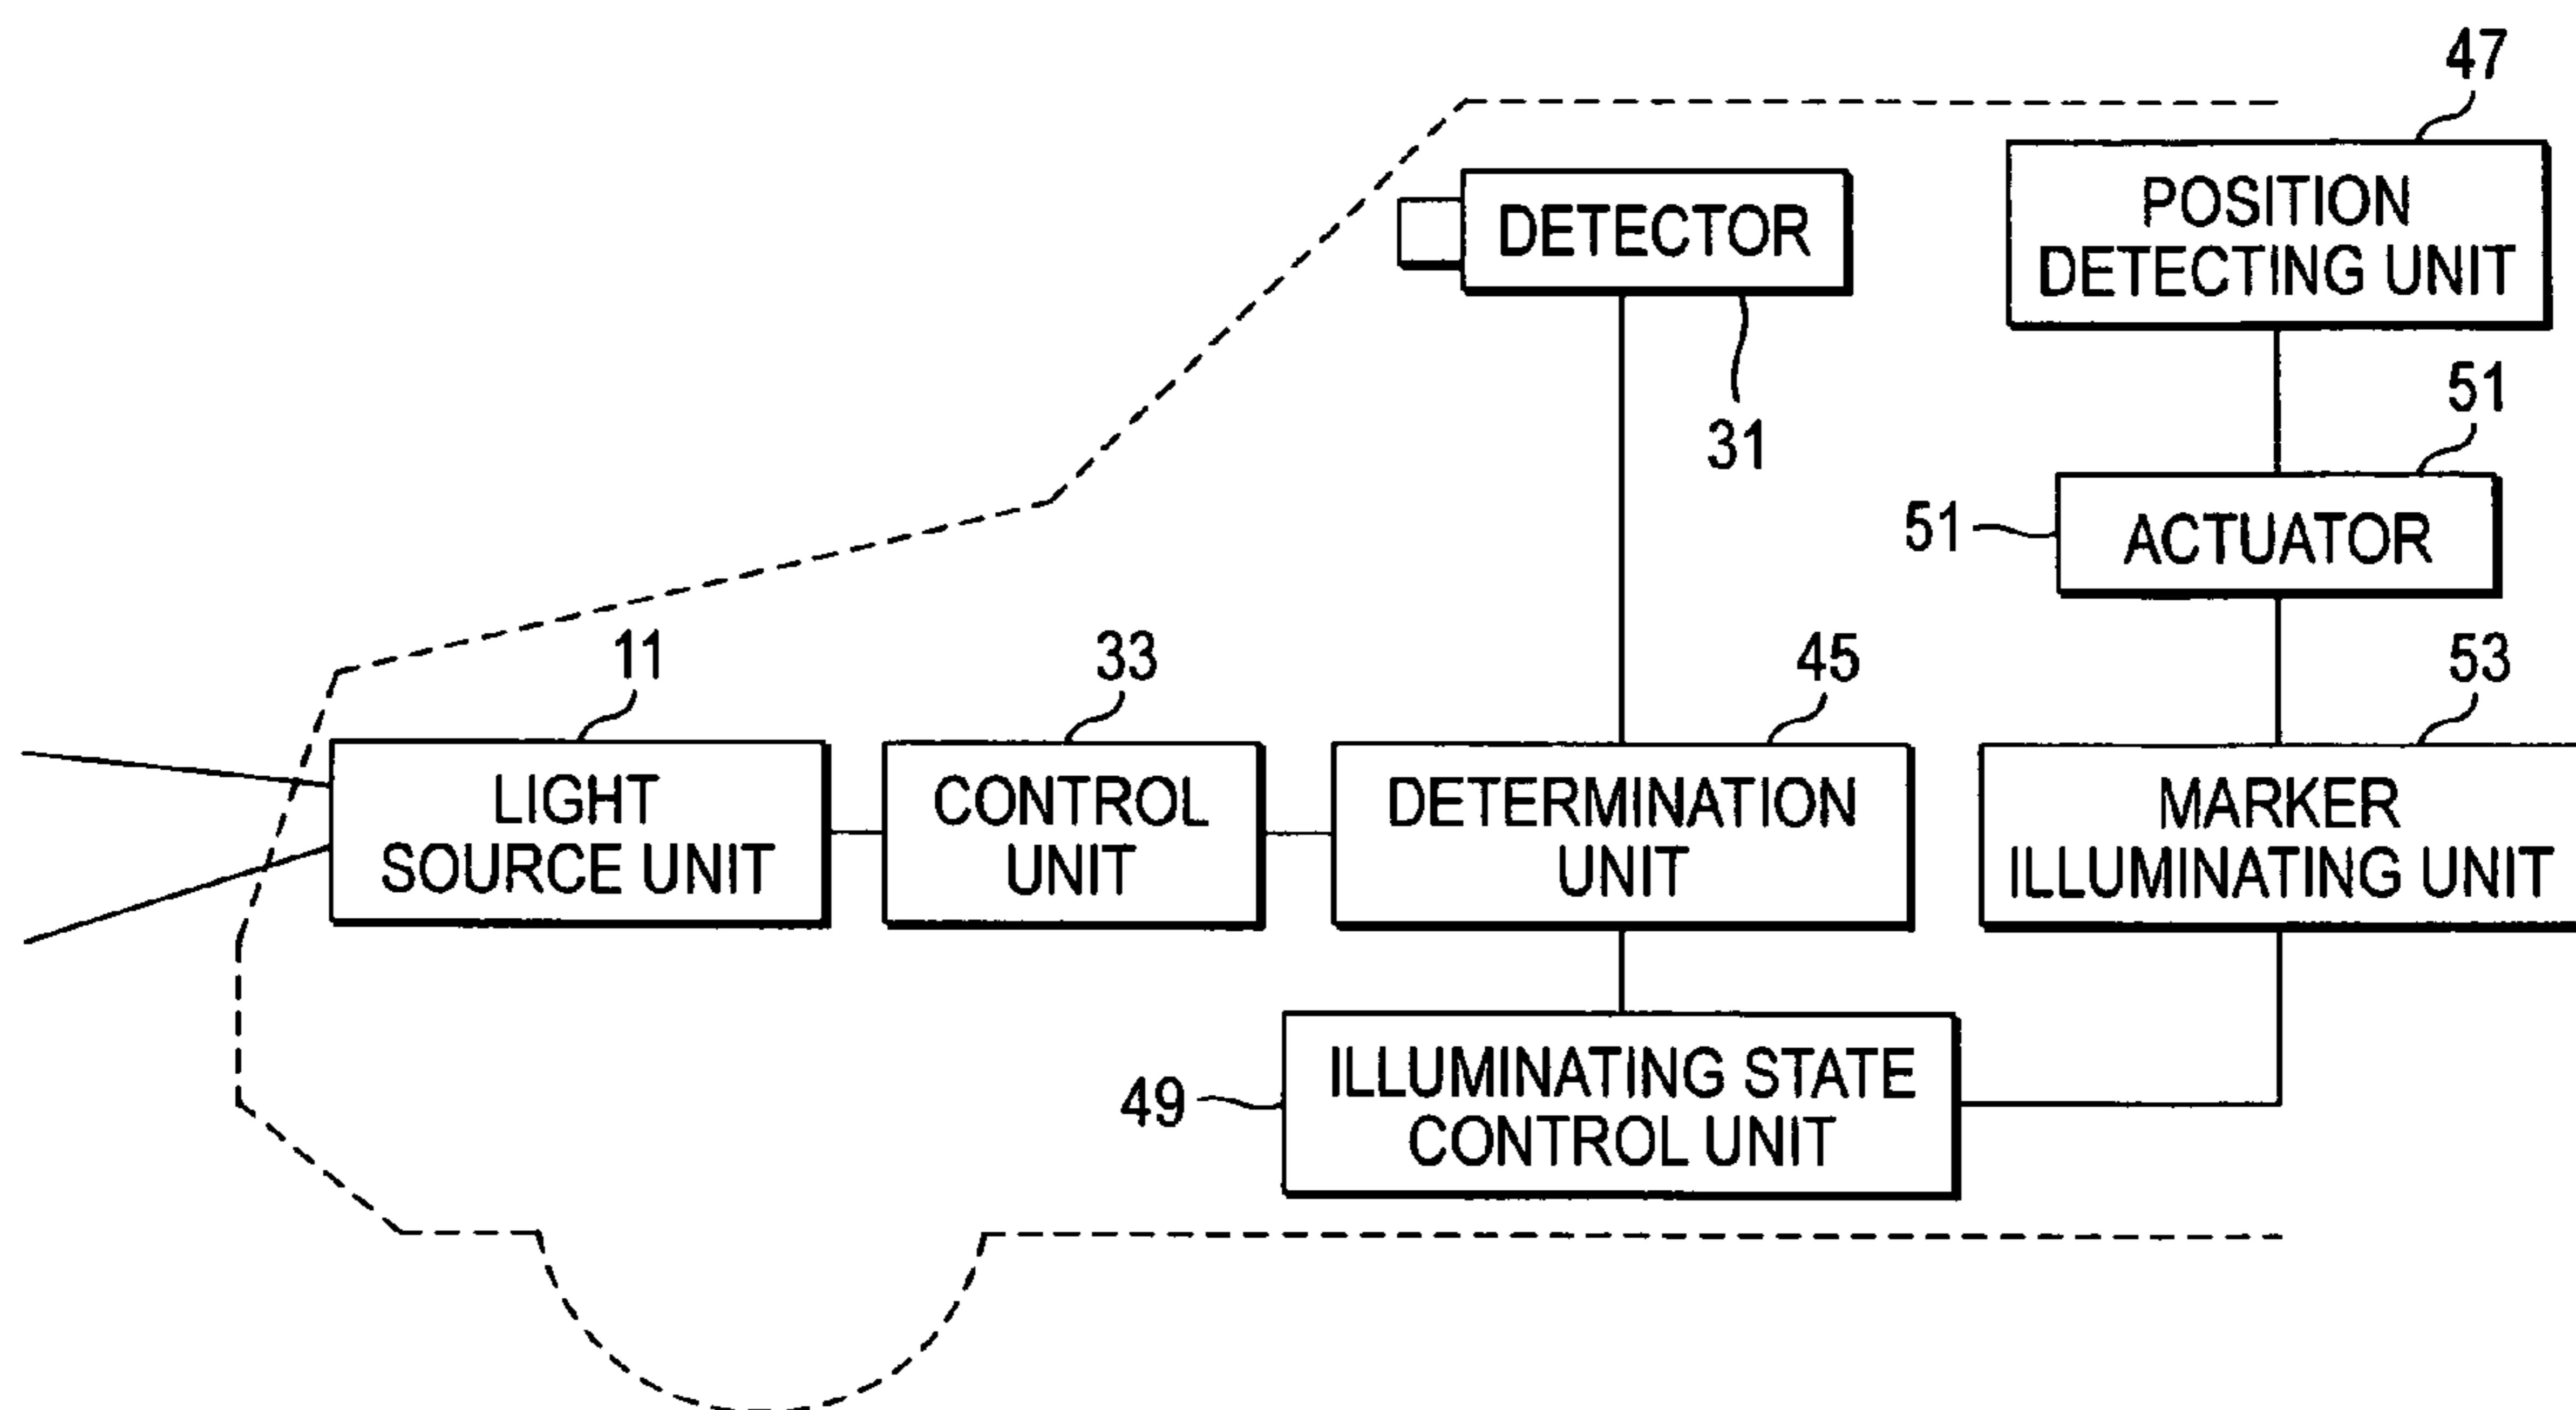 47
POSITION
DETECTING UNIT
DETECTOR
31
51
51
ACTUATOR
11
33
45
53
LIGHT
SOURCE UNIT
CONTROL
UNIT
DETERMINATION
UNIT
MARKER
ILLUMINATING UNIT
49
ILLUMINATING STATE
CONTROL UNIT